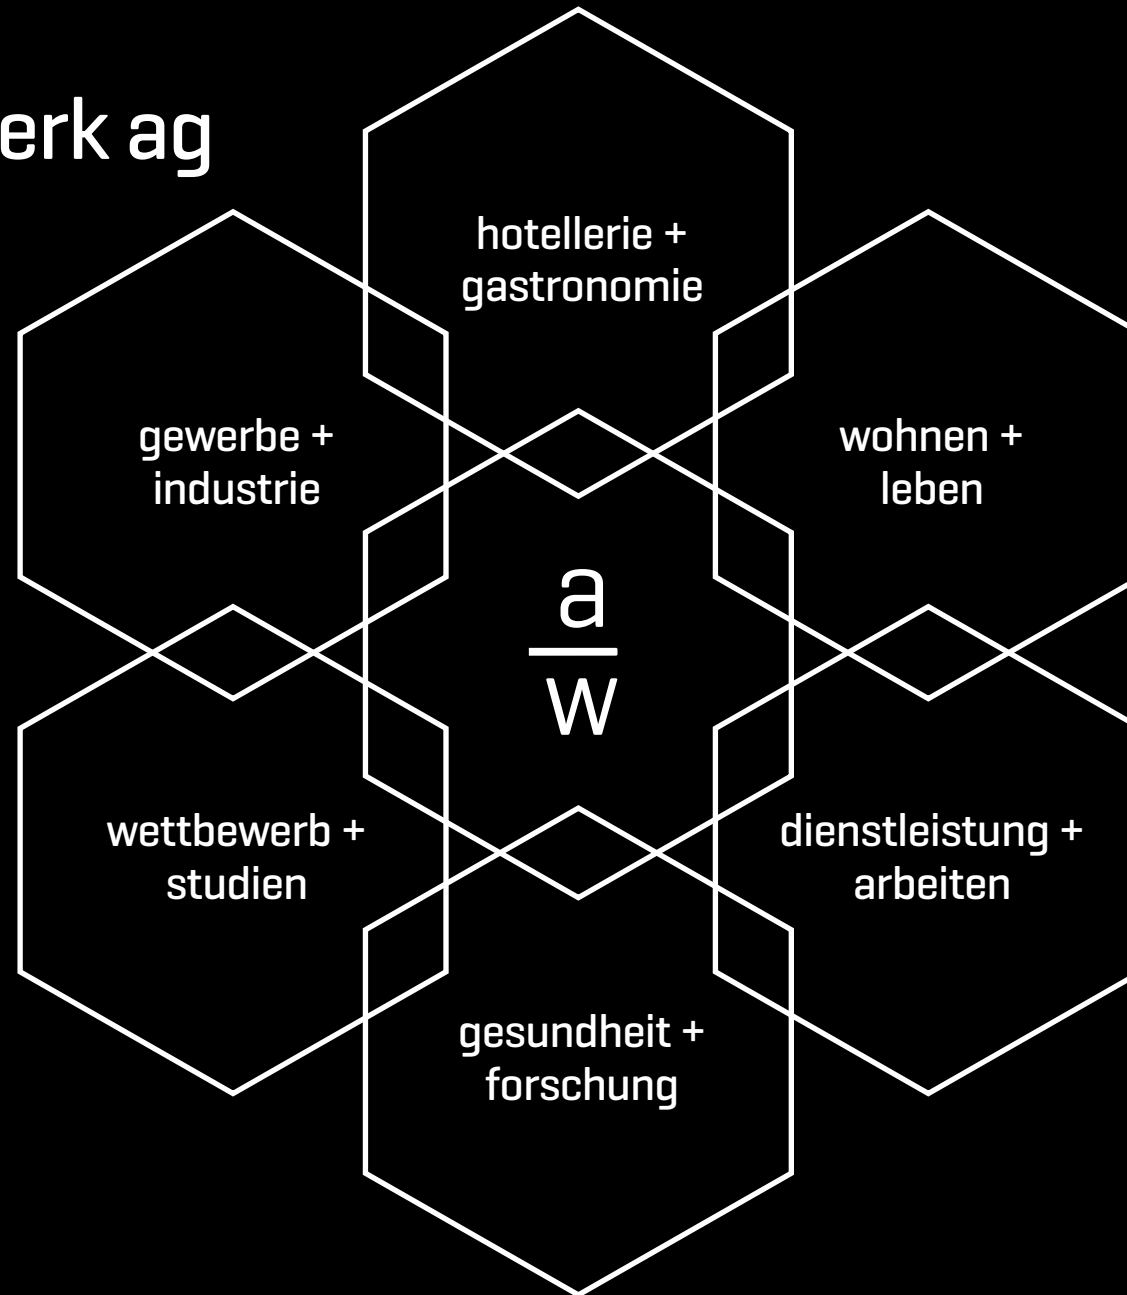 erk ag
hotellerie +
gastronomie
gewerbe +
industrie
wohnen +
leben
a
w
wettbewerb +
studien
dienstleistung +
arbeiten
gesundheit +
forschung